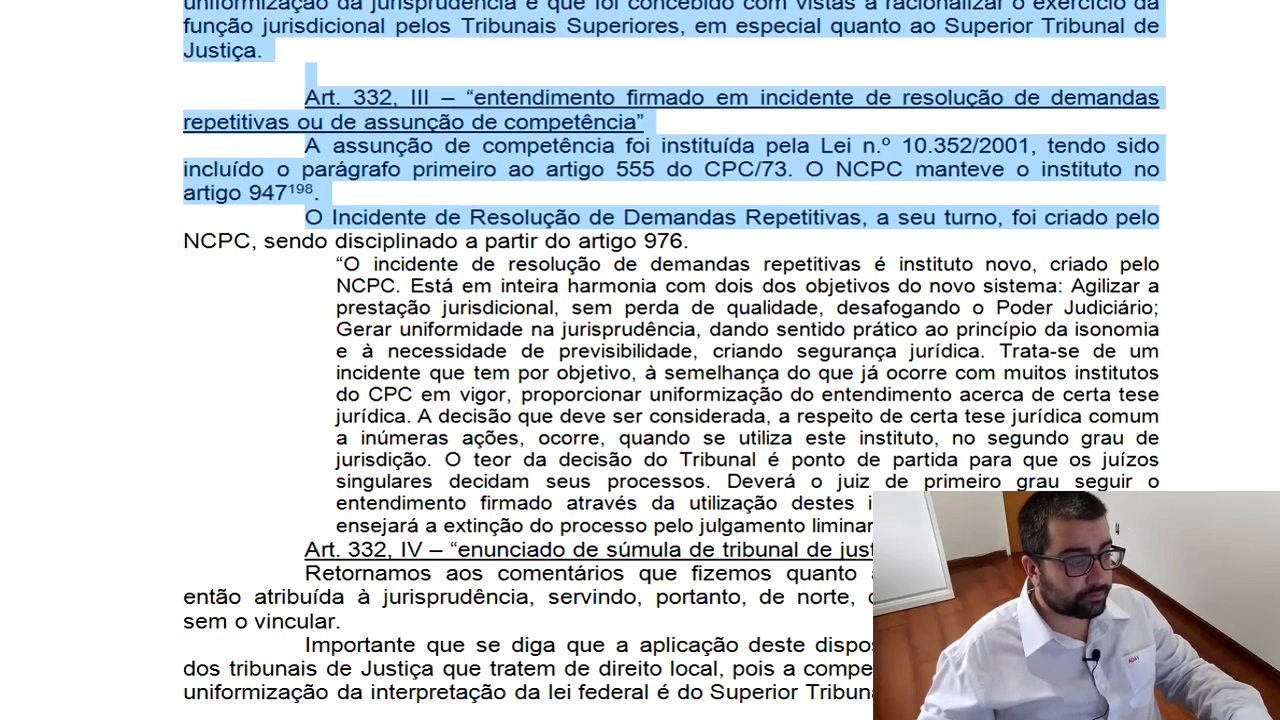 uniformização da jurisprudência e que foi concebido com vistas a racionalizar o exercício da
função jurisdicional pelos Tribunais Superiores, em especial quanto ao Superior Tribunal de
Justiça.
Art. 332, III – “entendimento firmado em incidente de resolução de demandas
repetitivas ou de assunção de competência”
A assunção de competência foi instituída pela Lei n.º 10.352/2001, tendo sido
incluído o parágrafo primeiro ao artigo 555 do CPC/73. O NCPC manteve o instituto no
artigo 947¹⁹⁸.
O Incidente de Resolução de Demandas Repetitivas, a seu turno, foi criado pelo
NCPC, sendo disciplinado a partir do artigo 976.
“O incidente de resolução de demandas repetitivas é instituto novo, criado pelo
NCPC. Está em inteira harmonia com dois dos objetivos do novo sistema: Agilizar a
prestação jurisdicional, sem perda de qualidade, desafogando o Poder Judiciário;
Gerar uniformidade na jurisprudência, dando sentido prático ao princípio da isonomia
e à necessidade de previsibilidade, criando segurança jurídica. Trata-se de um
incidente que tem por objetivo, à semelhança do que já ocorre com muitos institutos
do CPC em vigor, proporcionar uniformização do entendimento acerca de certa tese
jurídica. A decisão que deve ser considerada, a respeito de certa tese jurídica comum
a inúmeras ações, ocorre, quando se utiliza este instituto, no segundo grau de
jurisdição. O teor da decisão do Tribunal é ponto de partida para que os juízos
singulares decidam seus processos. Deverá o juiz de primeiro grau seguir o
entendimento firmado através da utilização destes
ensejará a extinção do processo pelo julgamento liminar
Art. 332, IV – “enunciado de súmula de tribunal de
Retornamos aos comentários que fizemos quanto
então atribuída à jurisprudência, servindo, portanto, de norte,
sem o vincular.
Importante que se diga que a aplicação deste
dos tribunais de Justiça que tratem de direito local, pois a
uniformização da interpretação da lei federal é do Superior